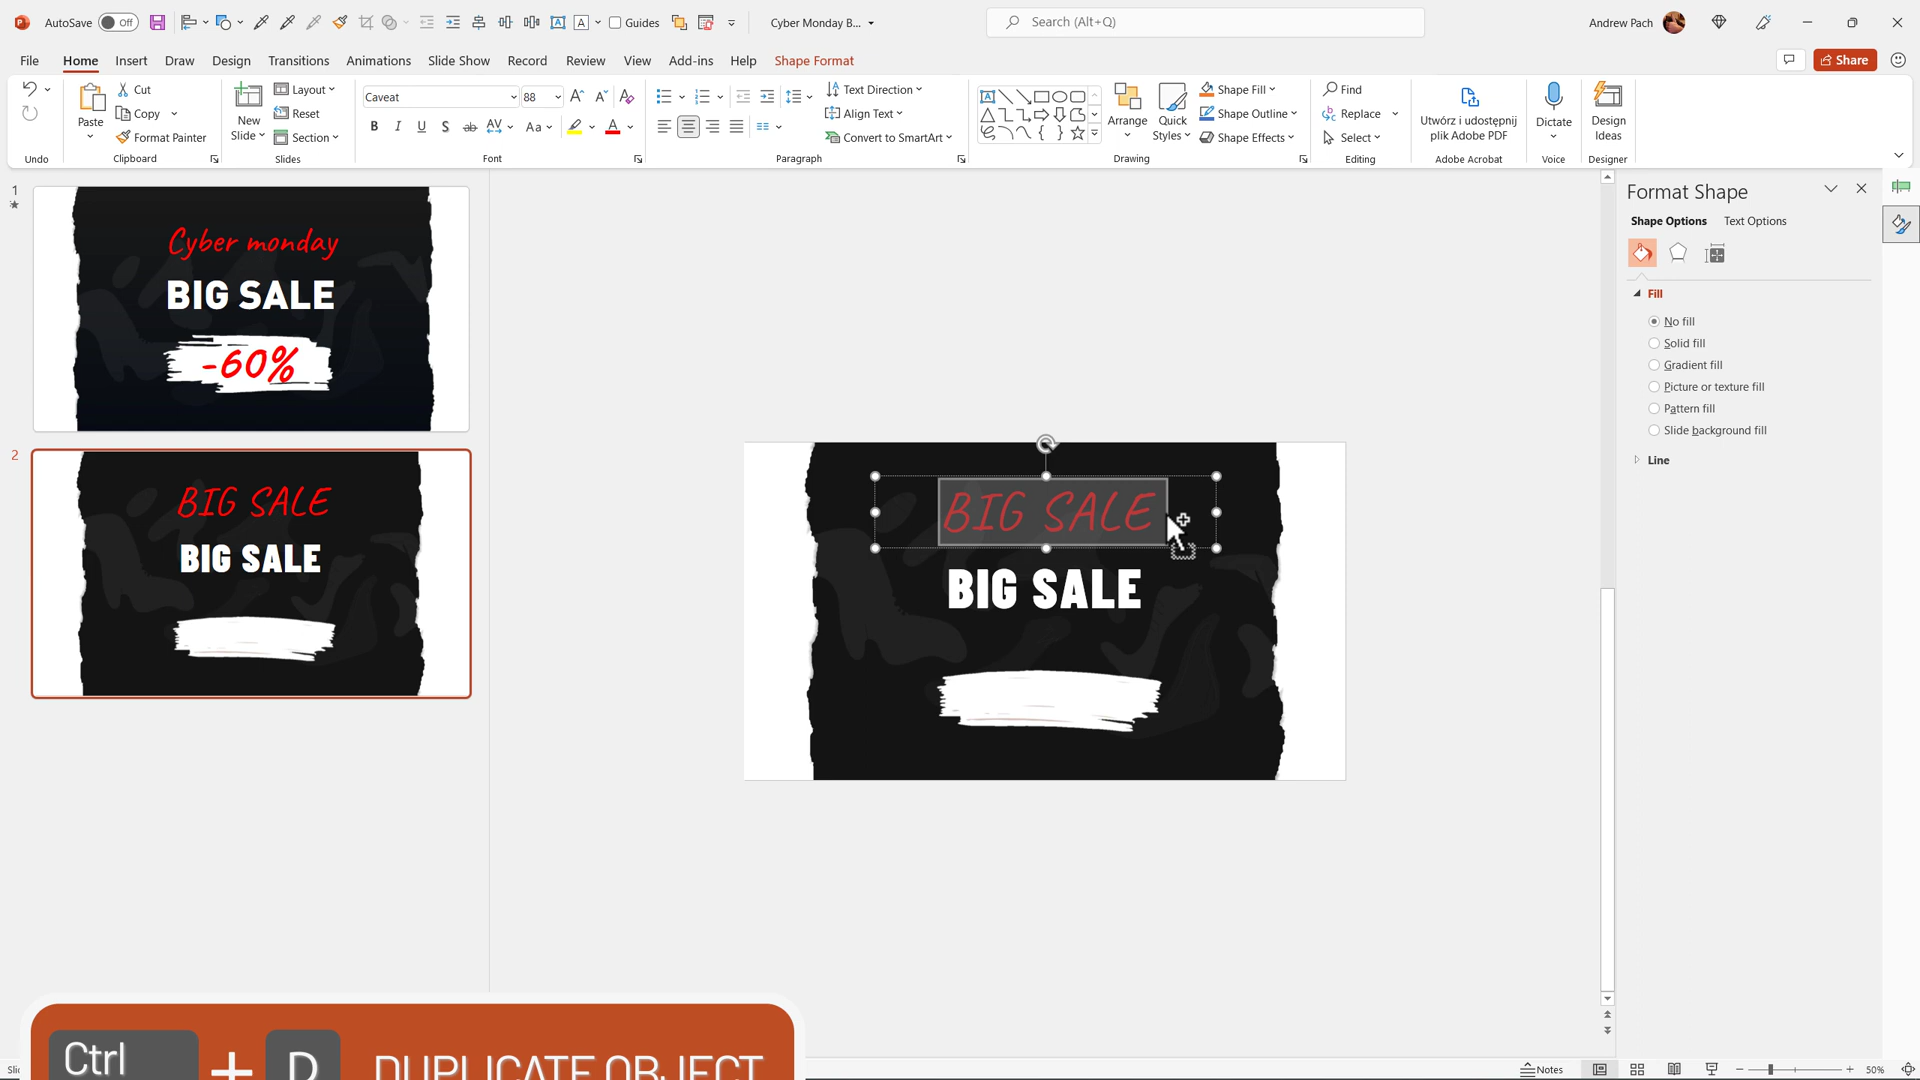 AutoSave Off Guides Cyber Monday B... Search (Alt+Q) Andrew Pach
File Home Insert Draw Design Transitions Animations Slide Show Record Review View Add-ins Help Shape Format Share
Undo
Paste
Cut
Copy
Format Painter
Clipboard
New
Slide
Layout
Reset
Section
Slides
Caveat 88
B I U S ab AV Aa A
Font
Text Direction
Align Text
Convert to SmartArt
Paragraph
Arrange
Quick
Styles
Shape Fill
Shape Outline
Shape Effects
Drawing
Find
Replace
Select
Editing
Utwórz i udostępnij
plik Adobe PDF
Adobe Acrobat
Dictate
Voice
Design
Ideas
Designer
1
Cyber monday
BIG SALE
-60%
2
BIG SALE
BIG SALE
BIG SALE
BIG SALE
Format Shape
Shape Options Text Options
Fill
No fill
Solid fill
Gradient fill
Picture or texture fill
Pattern fill
Slide background fill
Line
Ctrl + D DUPLICATE OBJECT
Notes 50%